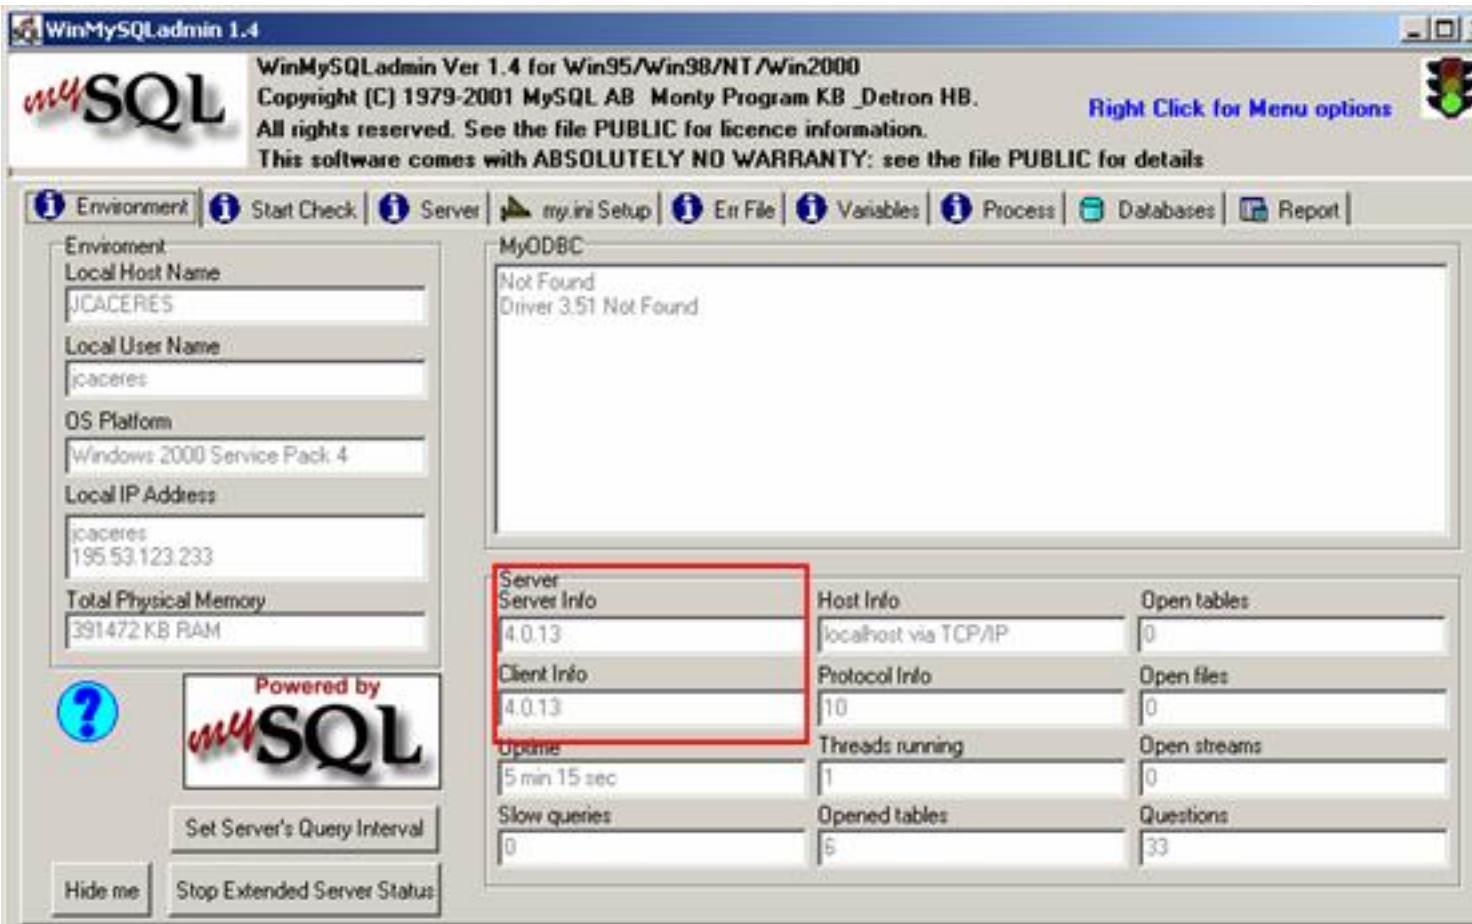 WinMySQLadmin 1.4
mySQL
WinMySQLadmin Ver 1.4 for Win95/Win98/NT/Win2000
Copyright (C) 1979-2001 MySQL AB Monty Program KB _Detron HB.
All rights reserved. See the file PUBLIC for licence information.
This software comes with ABSOLUTELY NO WARRANTY: see the file PUBLIC for details
Right Click for Menu options
Environment
Start Check
Server
my.ini Setup
Err File
Variables
Process
Databases
Report
Enviroment
Local Host Name
JCACERES
Local User Name
jcaceres
OS Platform
Windows 2000 Service Pack 4
Local IP Address
jcaceres
195.53.123.233
Total Physical Memory
391472 KB RAM
?
Powered by
mySQL
Set Server's Query Interval
Hide me
Stop Extended Server Status
MyODBC
Not Found
Driver 3.51 Not Found
Server
Server Info
4.0.13
Client Info
4.0.13
Uptime
5 min 15 sec
Slow queries
0
Host Info
localhost via TCP/IP
Protocol Info
10
Threads running
1
Opened tables
6
Open tables
0
Open files
0
Open streams
0
Questions
33